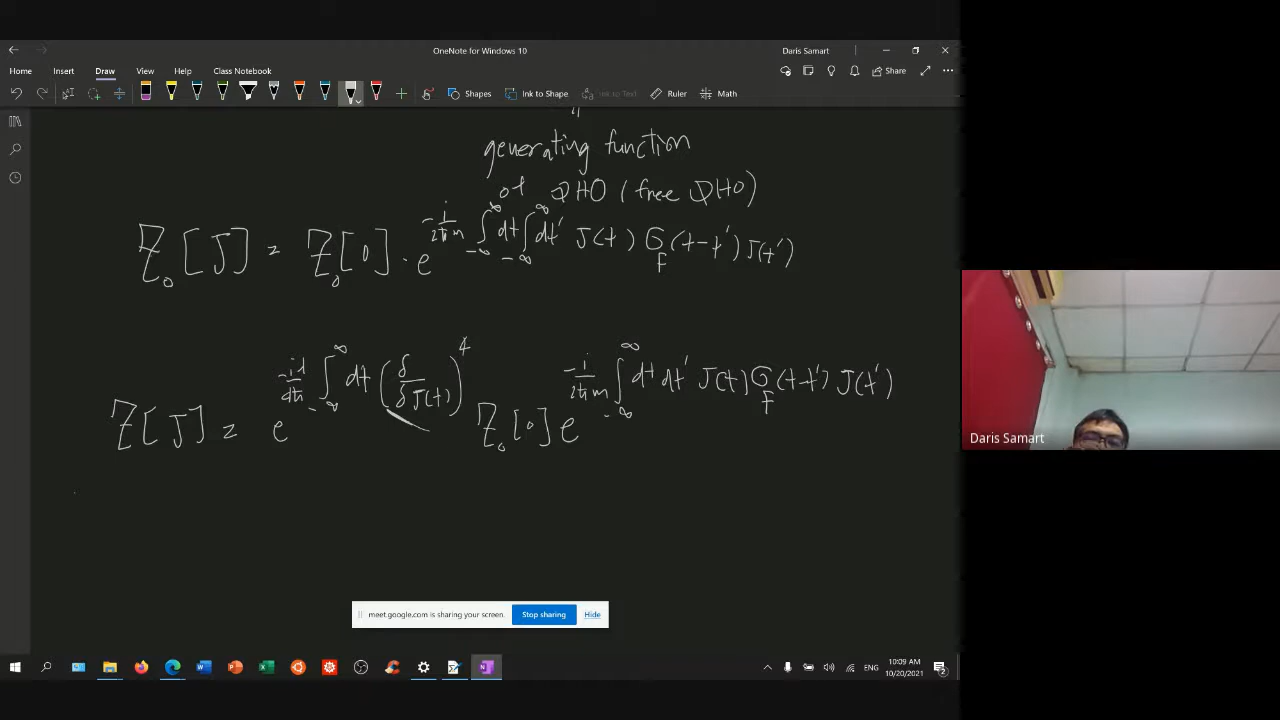 OneNote for Windows 10
Daris Samart
Home Insert Draw View Help Class Notebook
Share
Shapes Ink to Shape Ink to Text Ruler Math
generating function
of QHO (free QHO)
Z₀[J] = Z₀[0] · e^{-i/2ħm ∫_{-∞}^{∞} dt ∫_{-∞}^{∞} dt' J(t) G_F(t-t') J(t')}
Z[J] = e^{-iλ/4ħ ∫_{-∞}^{∞} dt (δ/δJ(t))^4} Z₀[0] e^{-i/2ħm ∫_{-∞}^{∞} dt dt' J(t) G_F(t-t') J(t')}
Daris Samart
meet.google.com is sharing your screen. Stop sharing Hide
ENG
10:09 AM
10/20/2021
2